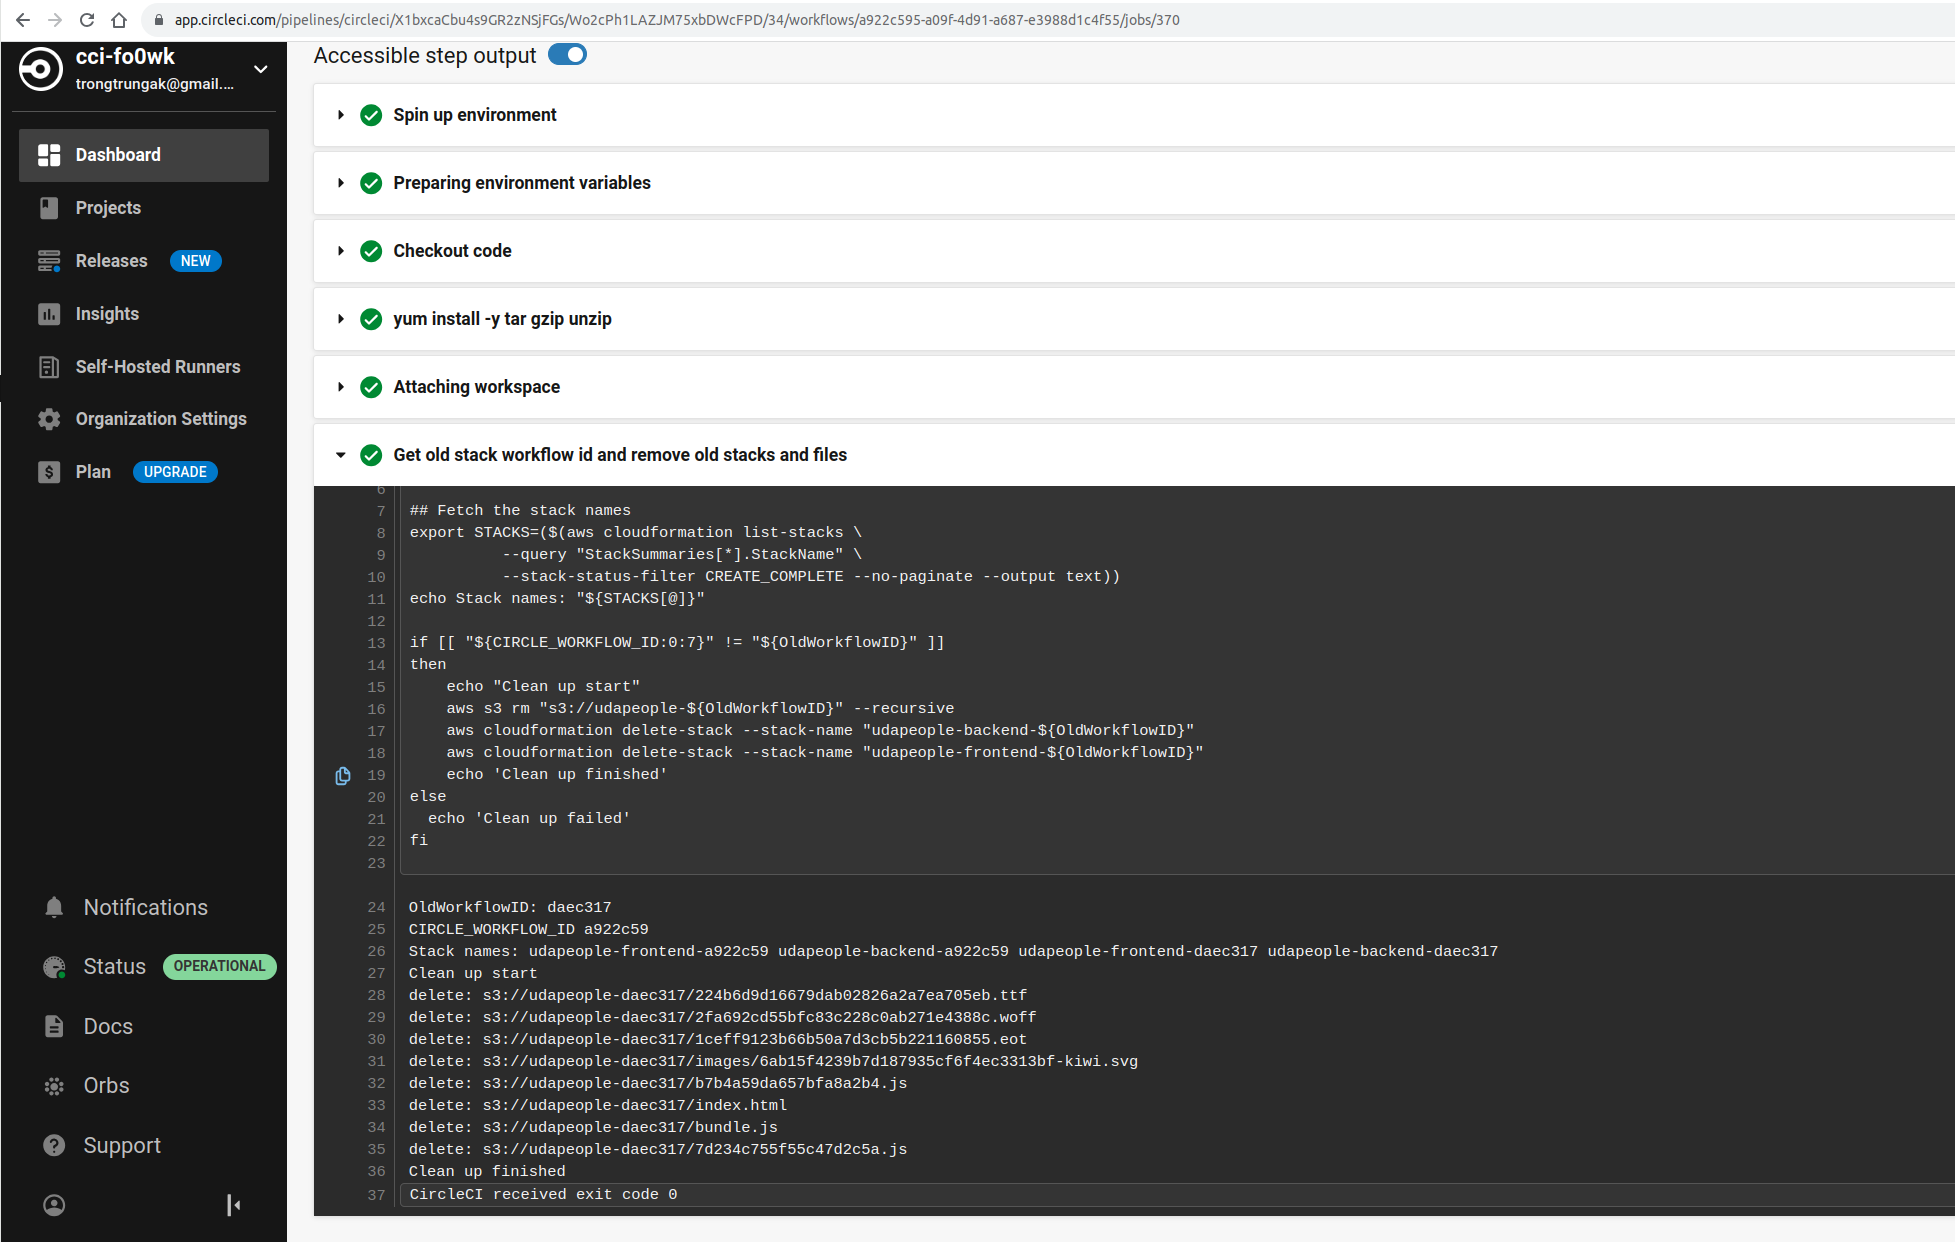 app.circleci.com/pipelines/circleci/X1bxcaCbu4s9GR2zNSjFGs/Wo2cPh1LAZJM75xbDWcFPD/34/workflows/a922c595-a09f-4d91-a687-e3988d1c4f55/jobs/370
cci-fo0wk
trongtrungak@gmail....
Dashboard
Projects
Releases NEW
Insights
Self-Hosted Runners
Organization Settings
Plan UPGRADE
Notifications
Status OPERATIONAL
Docs
Orbs
Support
Accessible step output
Spin up environment
Preparing environment variables
Checkout code
yum install -y tar gzip unzip
Attaching workspace
Get old stack workflow id and remove old stacks and files
6
7 ## Fetch the stack names
8 export STACKS=($(aws cloudformation list-stacks \
9 --query "StackSummaries[*].StackName" \
10 --stack-status-filter CREATE_COMPLETE --no-paginate --output text))
11 echo Stack names: "${STACKS[@]}"
12
13 if [[ "${CIRCLE_WORKFLOW_ID:0:7}" != "${OldWorkflowID}" ]]
14 then
15 echo "Clean up start"
16 aws s3 rm "s3://udapeople-${OldWorkflowID}" --recursive
17 aws cloudformation delete-stack --stack-name "udapeople-backend-${OldWorkflowID}"
18 aws cloudformation delete-stack --stack-name "udapeople-frontend-${OldWorkflowID}"
19 echo 'Clean up finished'
20 else
21 echo 'Clean up failed'
22 fi
23
24 OldWorkflowID: daec317
25 CIRCLE_WORKFLOW_ID a922c59
26 Stack names: udapeople-frontend-a922c59 udapeople-backend-a922c59 udapeople-frontend-daec317 udapeople-backend-daec317
27 Clean up start
28 delete: s3://udapeople-daec317/224b6d9d16679dab02826a2a7ea705eb.ttf
29 delete: s3://udapeople-daec317/2fa692cd55bfc83c228c0ab271e4388c.woff
30 delete: s3://udapeople-daec317/1ceff9123b66b50a7d3cb5b221160855.eot
31 delete: s3://udapeople-daec317/images/6ab15f4239b7d187935cf6f4ec3313bf-kiwi.svg
32 delete: s3://udapeople-daec317/b7b4a59da657bfa8a2b4.js
33 delete: s3://udapeople-daec317/index.html
34 delete: s3://udapeople-daec317/bundle.js
35 delete: s3://udapeople-daec317/7d234c755f55c47d2c5a.js
36 Clean up finished
37 CircleCI received exit code 0